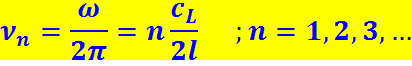 νₙ = ω/2π = n c_L/2l ; n = 1, 2, 3, ...